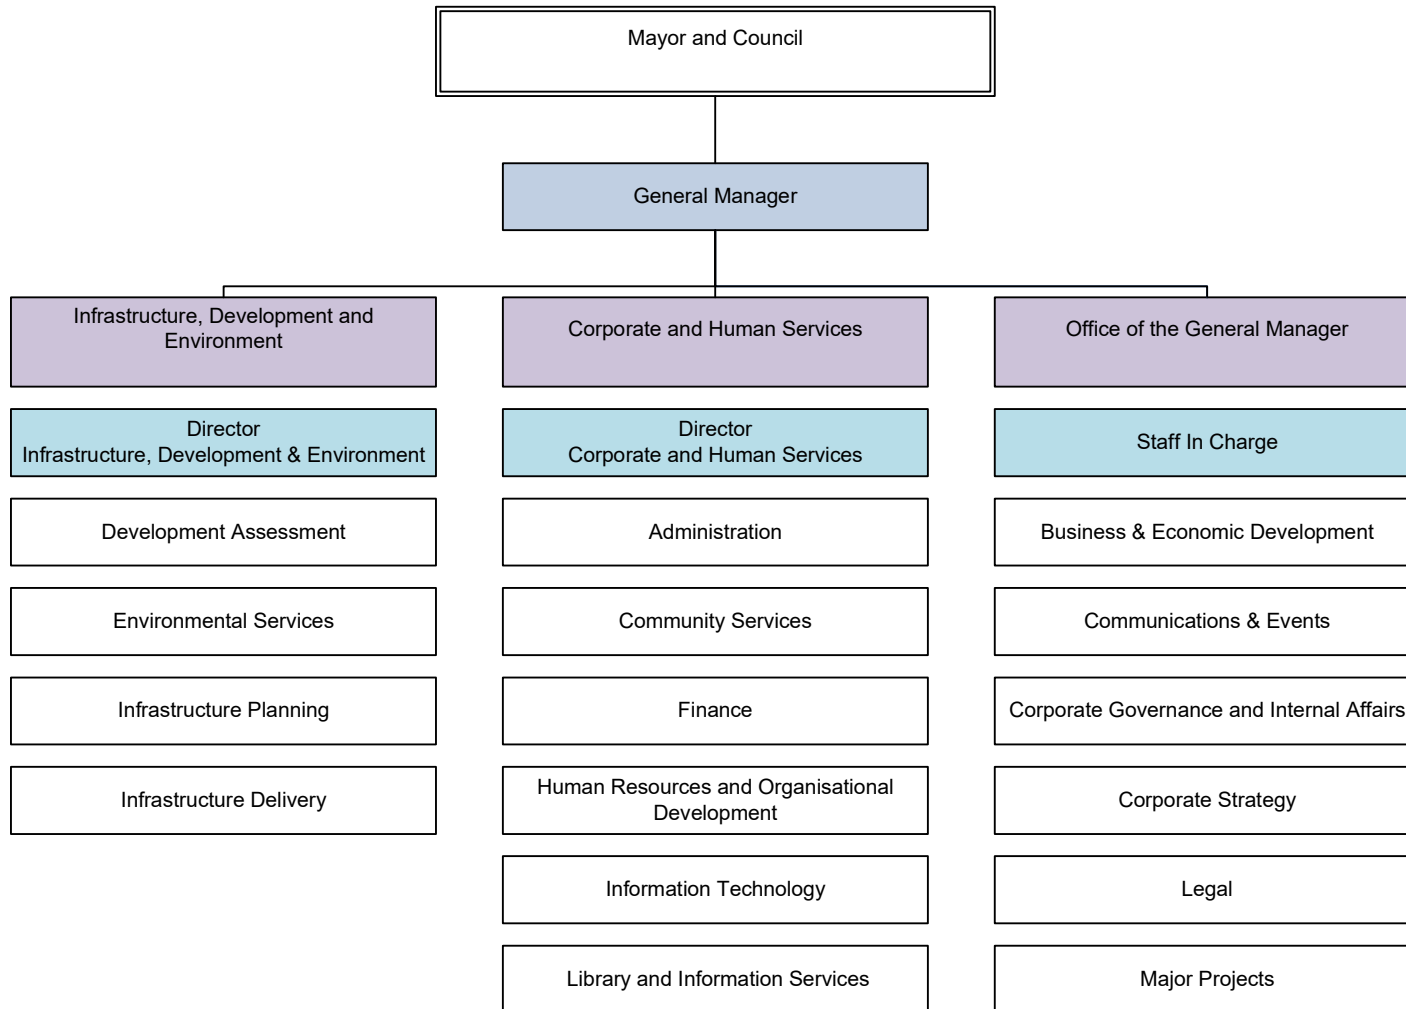 Mayor and Council
General Manager
Infrastructure, Development and
Environment
Corporate and Human Services
Office of the General Manager
Director
Infrastructure, Development & Environment
Director
Corporate and Human Services
Staff In Charge
Development Assessment
Administration
Business & Economic Development
Environmental Services
Community Services
Communications & Events
Infrastructure Planning
Finance
Corporate Governance and Internal Affairs
Infrastructure Delivery
Human Resources and Organisational
Development
Corporate Strategy
Information Technology
Legal
Library and Information Services
Major Projects